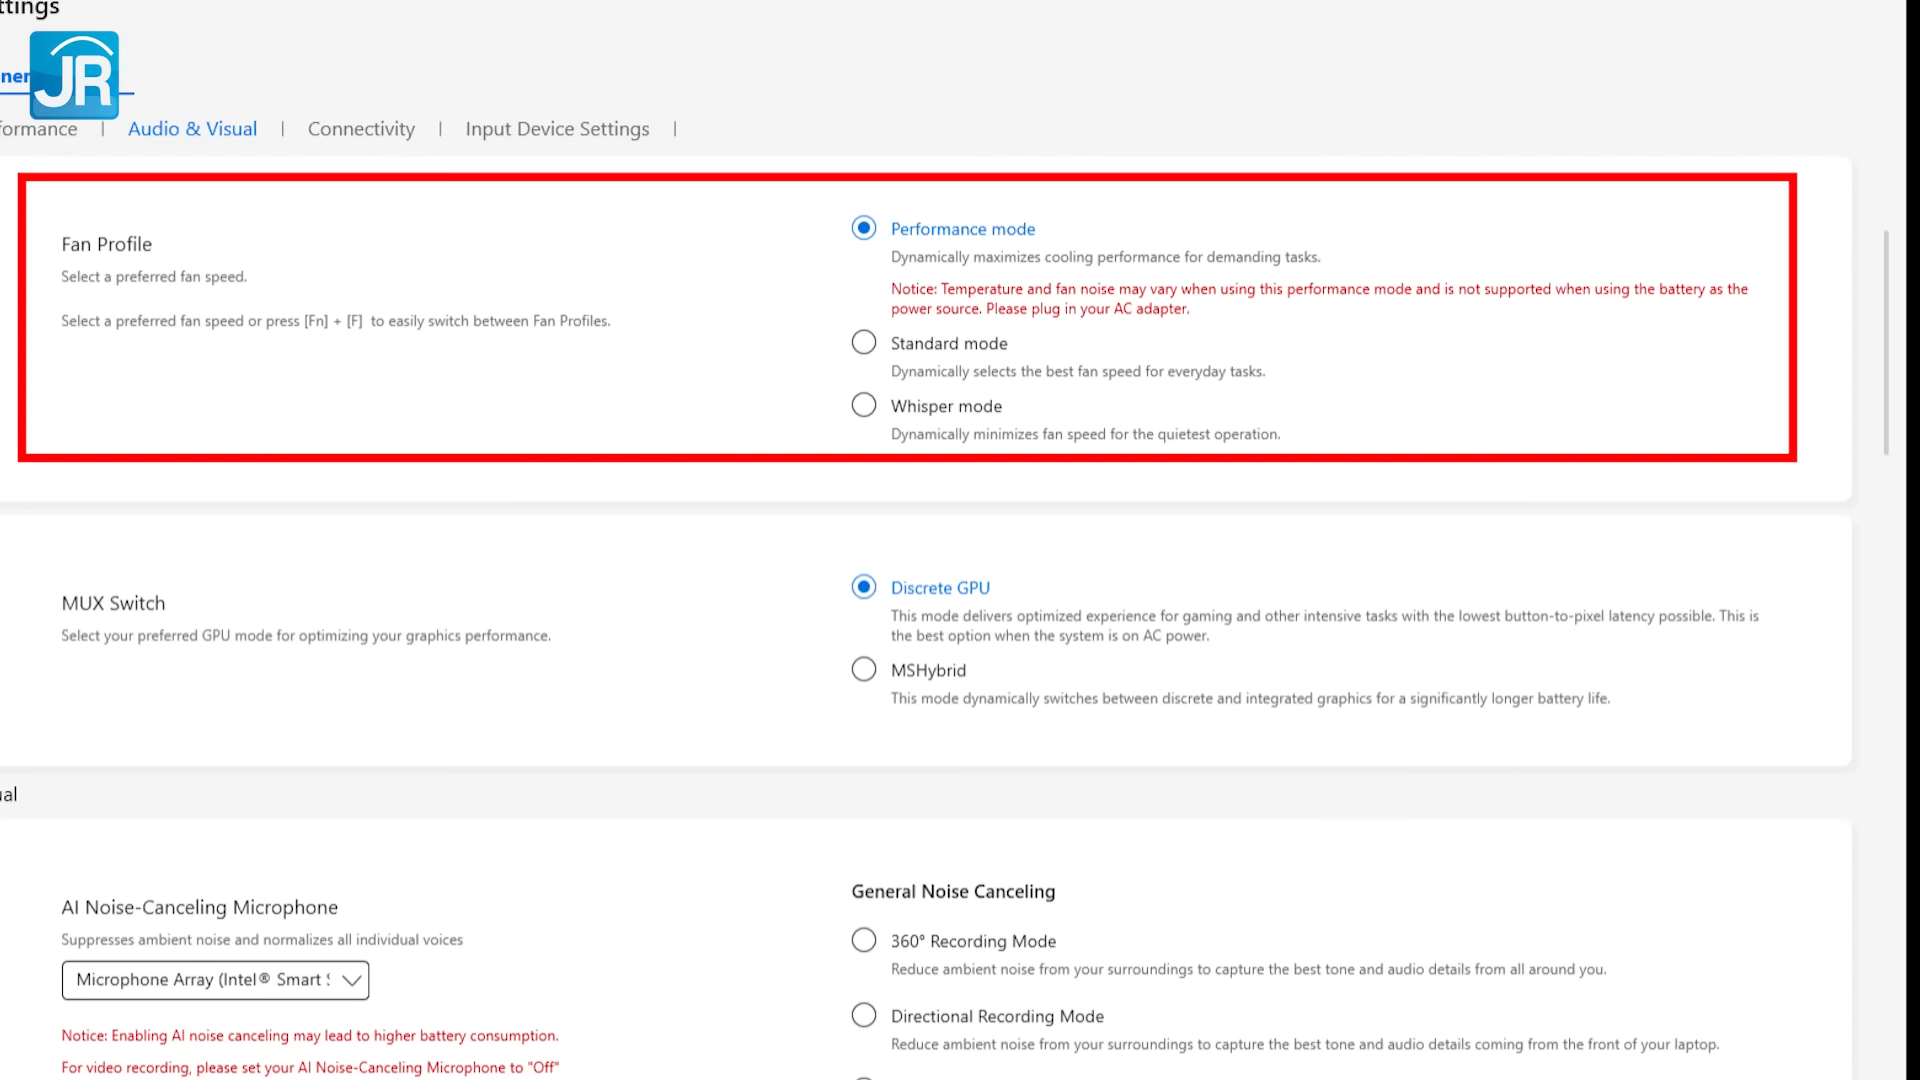 ttings
JR
ner
formance | Audio & Visual | Connectivity | Input Device Settings |
Fan Profile
Select a preferred fan speed.
Select a preferred fan speed or press [Fn] + [F] to easily switch between Fan Profiles.
Performance mode
Dynamically maximizes cooling performance for demanding tasks.
Notice: Temperature and fan noise may vary when using this performance mode and is not supported when using the battery as the
power source. Please plug in your AC adapter.
Standard mode
Dynamically selects the best fan speed for everyday tasks.
Whisper mode
Dynamically minimizes fan speed for the quietest operation.
MUX Switch
Select your preferred GPU mode for optimizing your graphics performance.
Discrete GPU
This mode delivers optimized experience for gaming and other intensive tasks with the lowest button-to-pixel latency possible. This is
the best option when the system is on AC power.
MSHybrid
This mode dynamically switches between discrete and integrated graphics for a significantly longer battery life.
ual
AI Noise-Canceling Microphone
Suppresses ambient noise and normalizes all individual voices
Microphone Array (Intel® Smart S
Notice: Enabling AI noise canceling may lead to higher battery consumption.
For video recording, please set your AI Noise-Canceling Microphone to "Off"
General Noise Canceling
360° Recording Mode
Reduce ambient noise from your surroundings to capture the best tone and audio details from all around you.
Directional Recording Mode
Reduce ambient noise from your surroundings to capture the best tone and audio details coming from the front of your laptop.